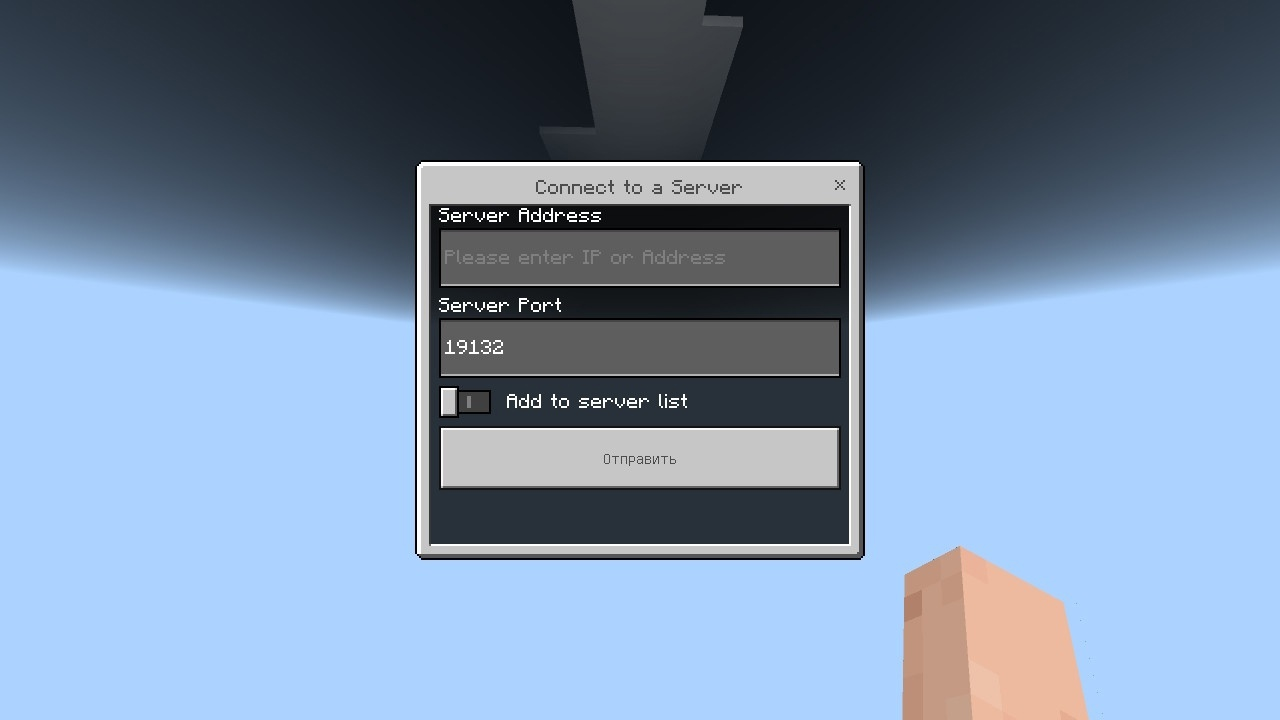 Connect to a Server
Server Address
Please enter IP or Address
Server Port
19132
Add to server list
Отправить